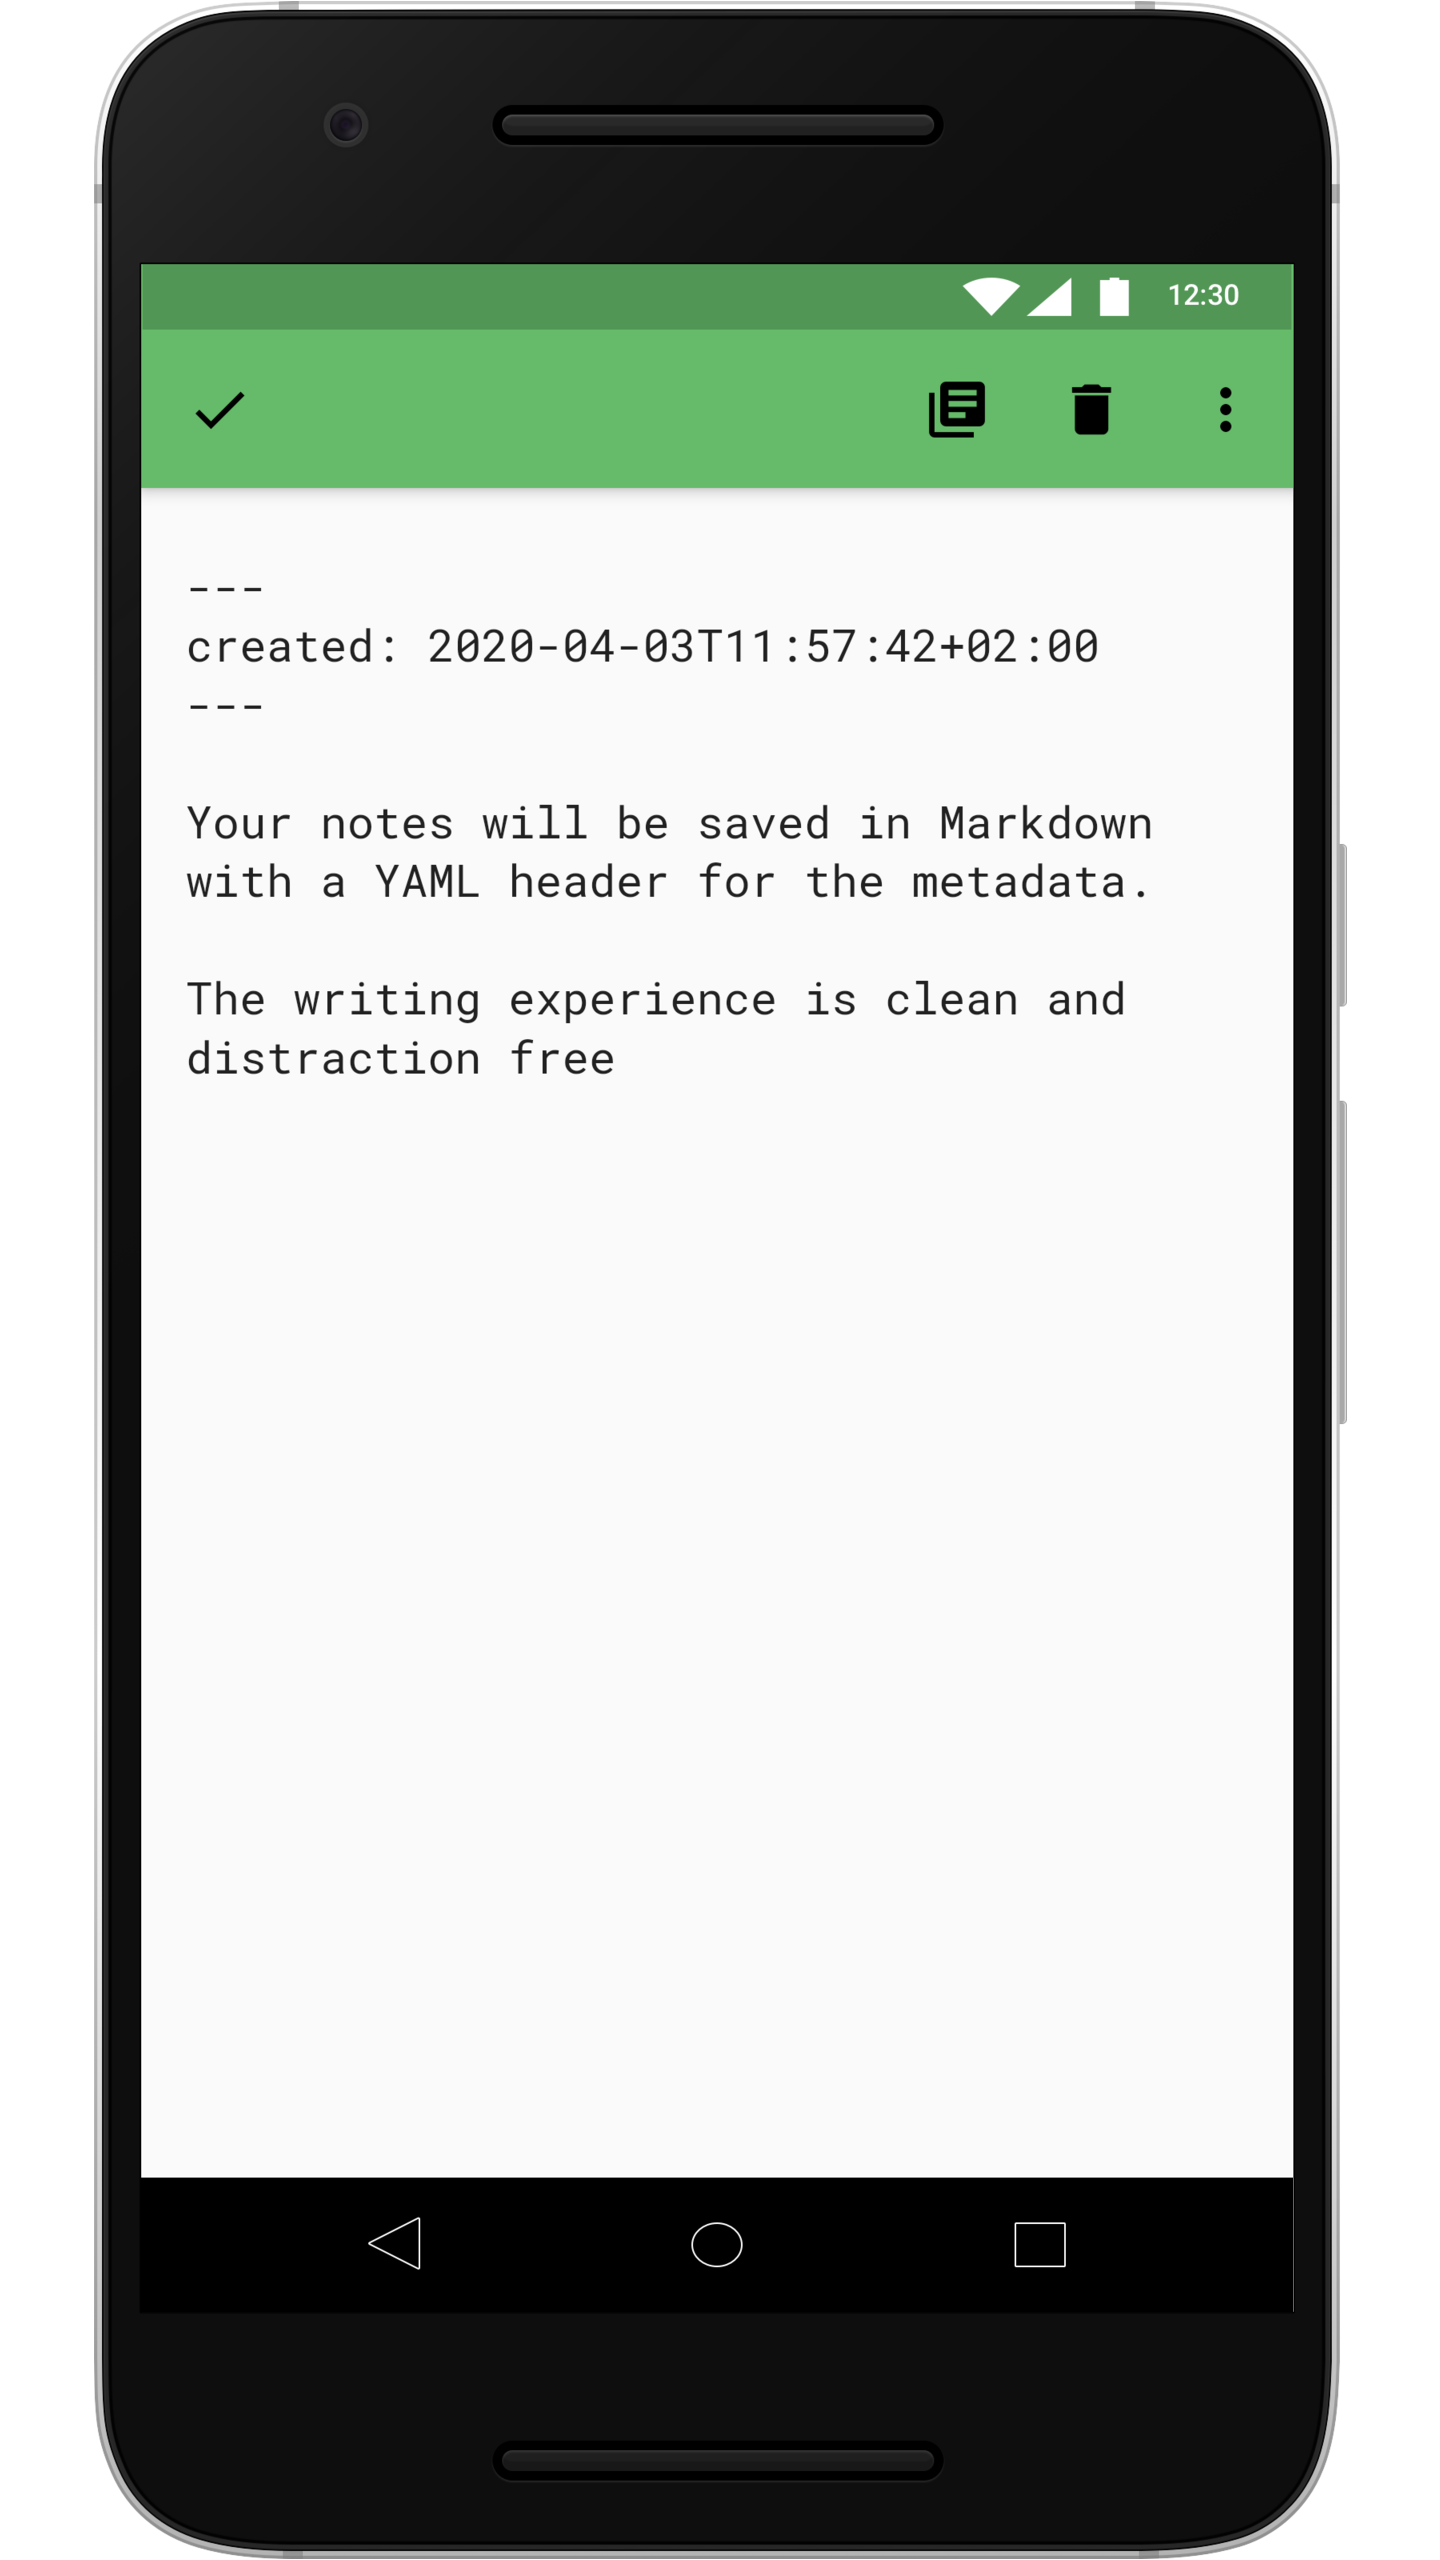 12:30
---
created: 2020-04-03T11:57:42+02:00
---
Your notes will be saved in Markdown
with a YAML header for the metadata.
The writing experience is clean and
distraction free